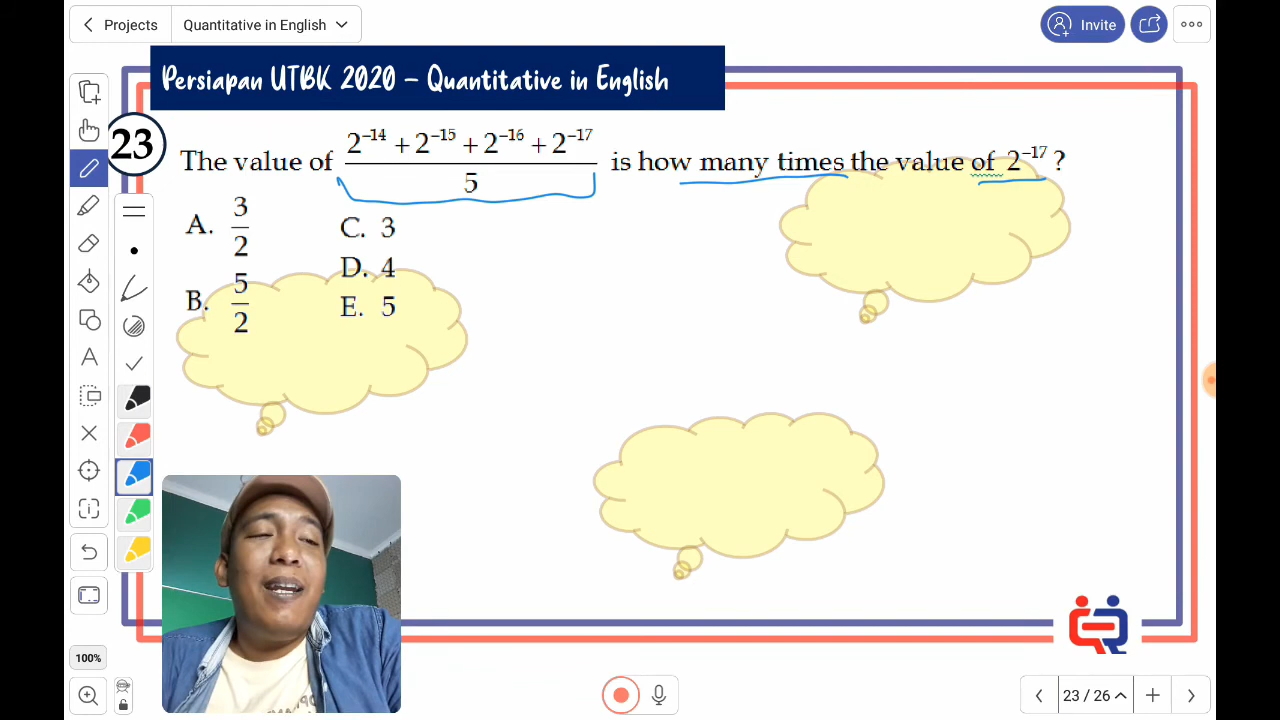 Projects
Quantitative in English
Invite
Persiapan UTBK 2020 – Quantitative in English
23
The value of (2⁻¹⁴ + 2⁻¹⁵ + 2⁻¹⁶ + 2⁻¹⁷)/5 is how many times the value of 2⁻¹⁷ ?
A. 3/2
B. 5/2
C. 3
D. 4
E. 5
100%
23 / 26